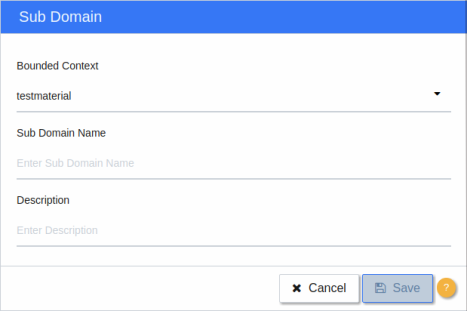 Sub Domain
Bounded Context
testmaterial
Sub Domain Name
Enter Sub Domain Name
Description
Enter Description
Cancel
Save
?